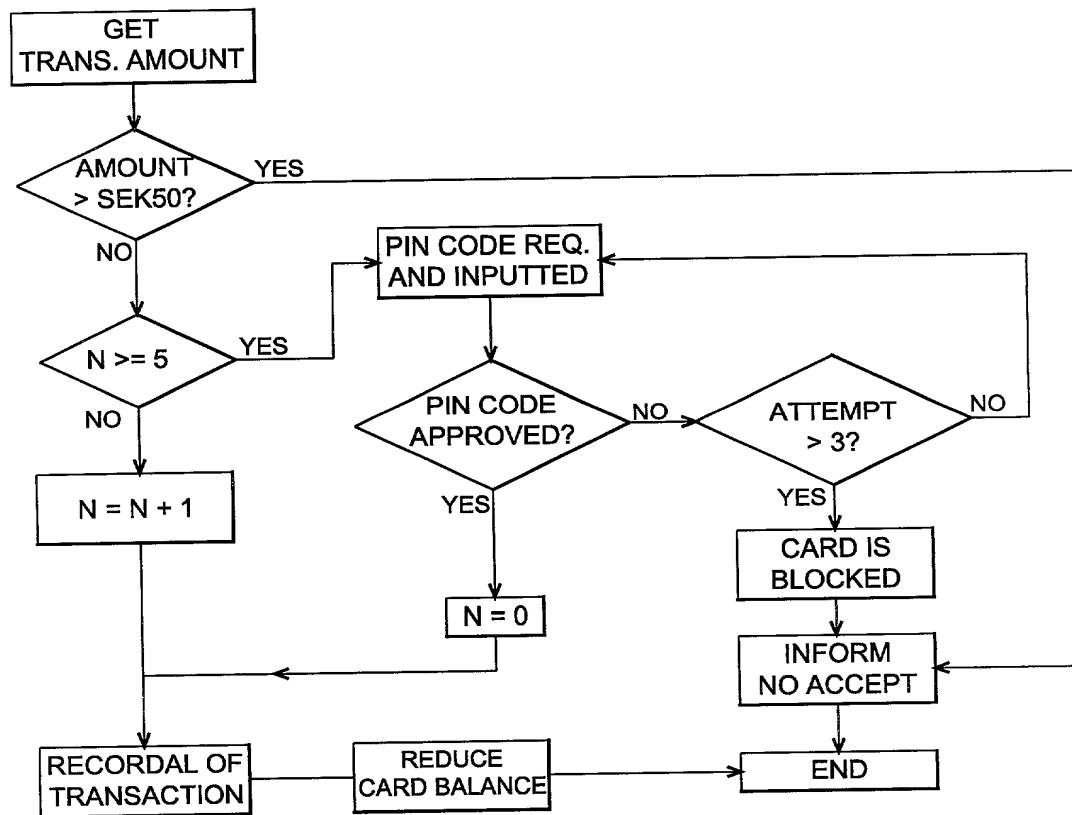 GET
TRANS. AMOUNT
AMOUNT
> SEK50?
YES
NO
PIN CODE REQ.
AND INPUTTED
N >= 5
YES
NO
PIN CODE
APPROVED?
NO
YES
ATTEMPT
> 3?
NO
YES
N = N + 1
CARD IS
BLOCKED
N = 0
INFORM
NO ACCEPT
RECORDAL OF
TRANSACTION
REDUCE
CARD BALANCE
END